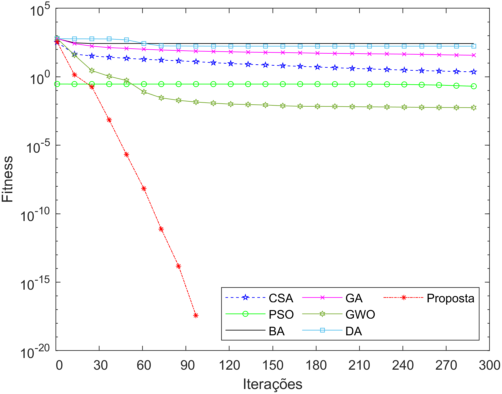 10^5
10^0
10^-5
10^-10
10^-15
10^-20
Fitness
0 30 60 90 120 150 180 210 240 270 300
Iterações
CSA GA Proposta
PSO GWO
BA DA